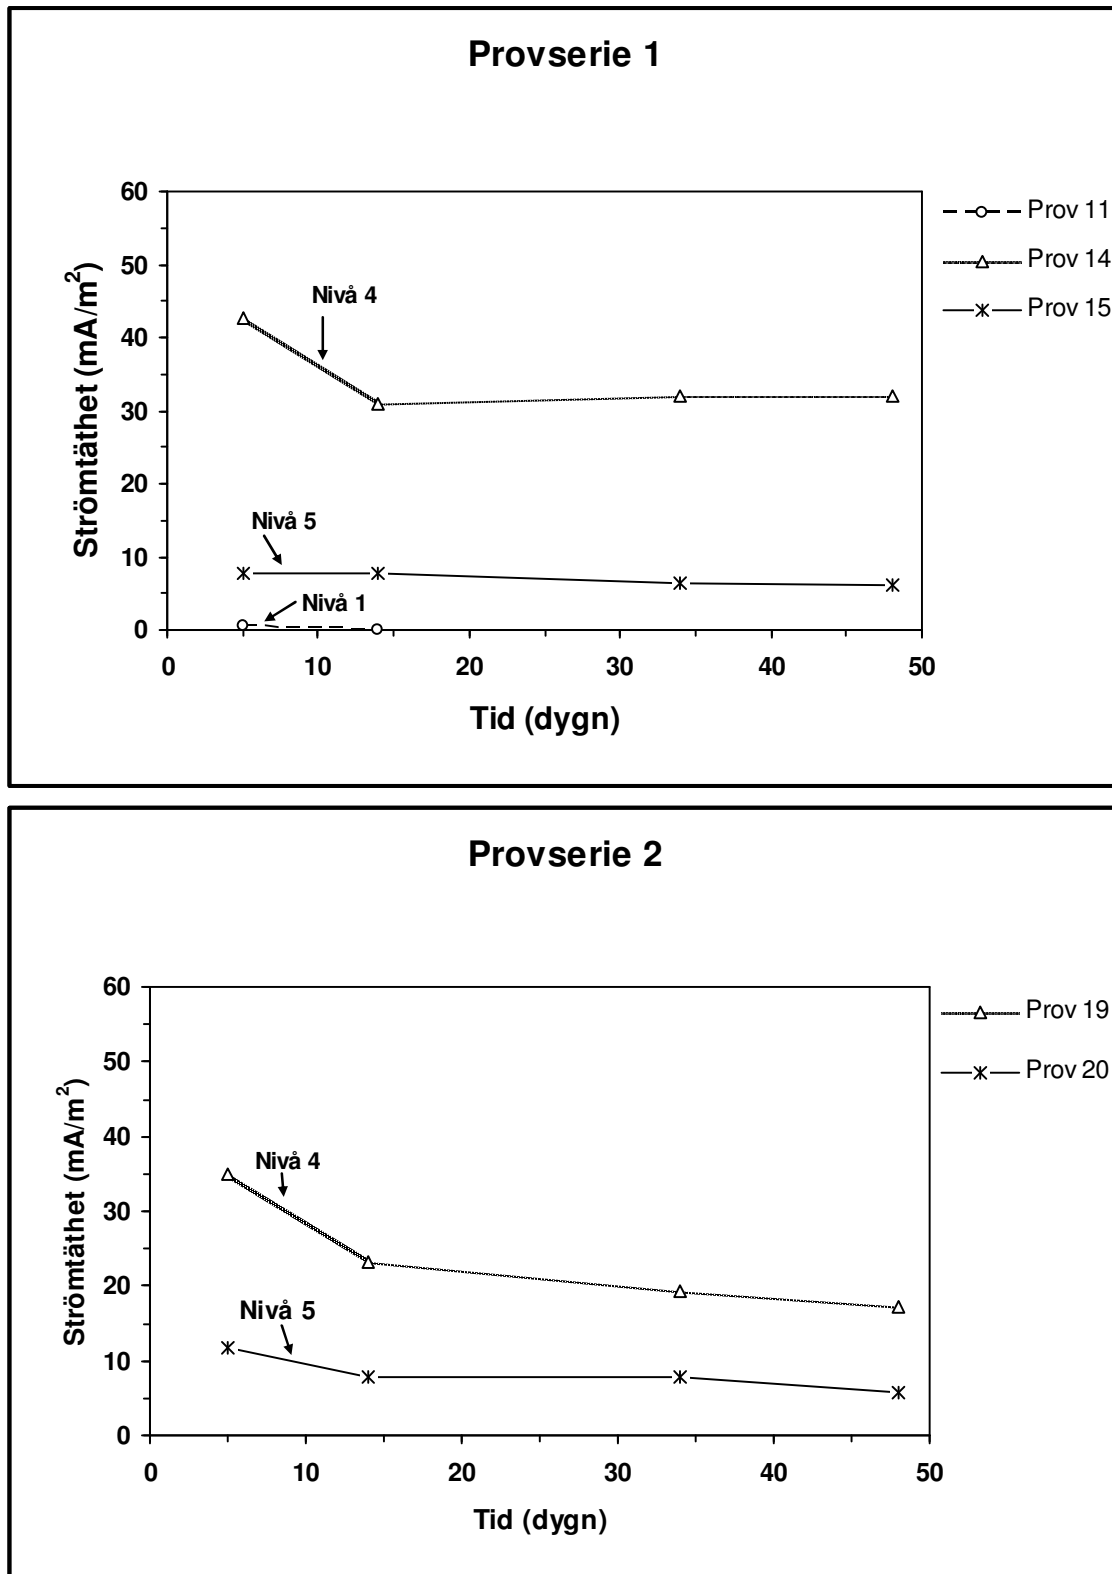 Provserie 1
Strömtäthet (mA/m²)
60
50
40
30
20
10
0
Nivå 4
Nivå 5
Nivå 1
0 10 20 30 40 50
Tid (dygn)
Prov 11
Prov 14
Prov 15
Provserie 2
Strömtäthet (mA/m²)
60
50
40
30
20
10
0
Nivå 4
Nivå 5
0 10 20 30 40 50
Tid (dygn)
Prov 19
Prov 20